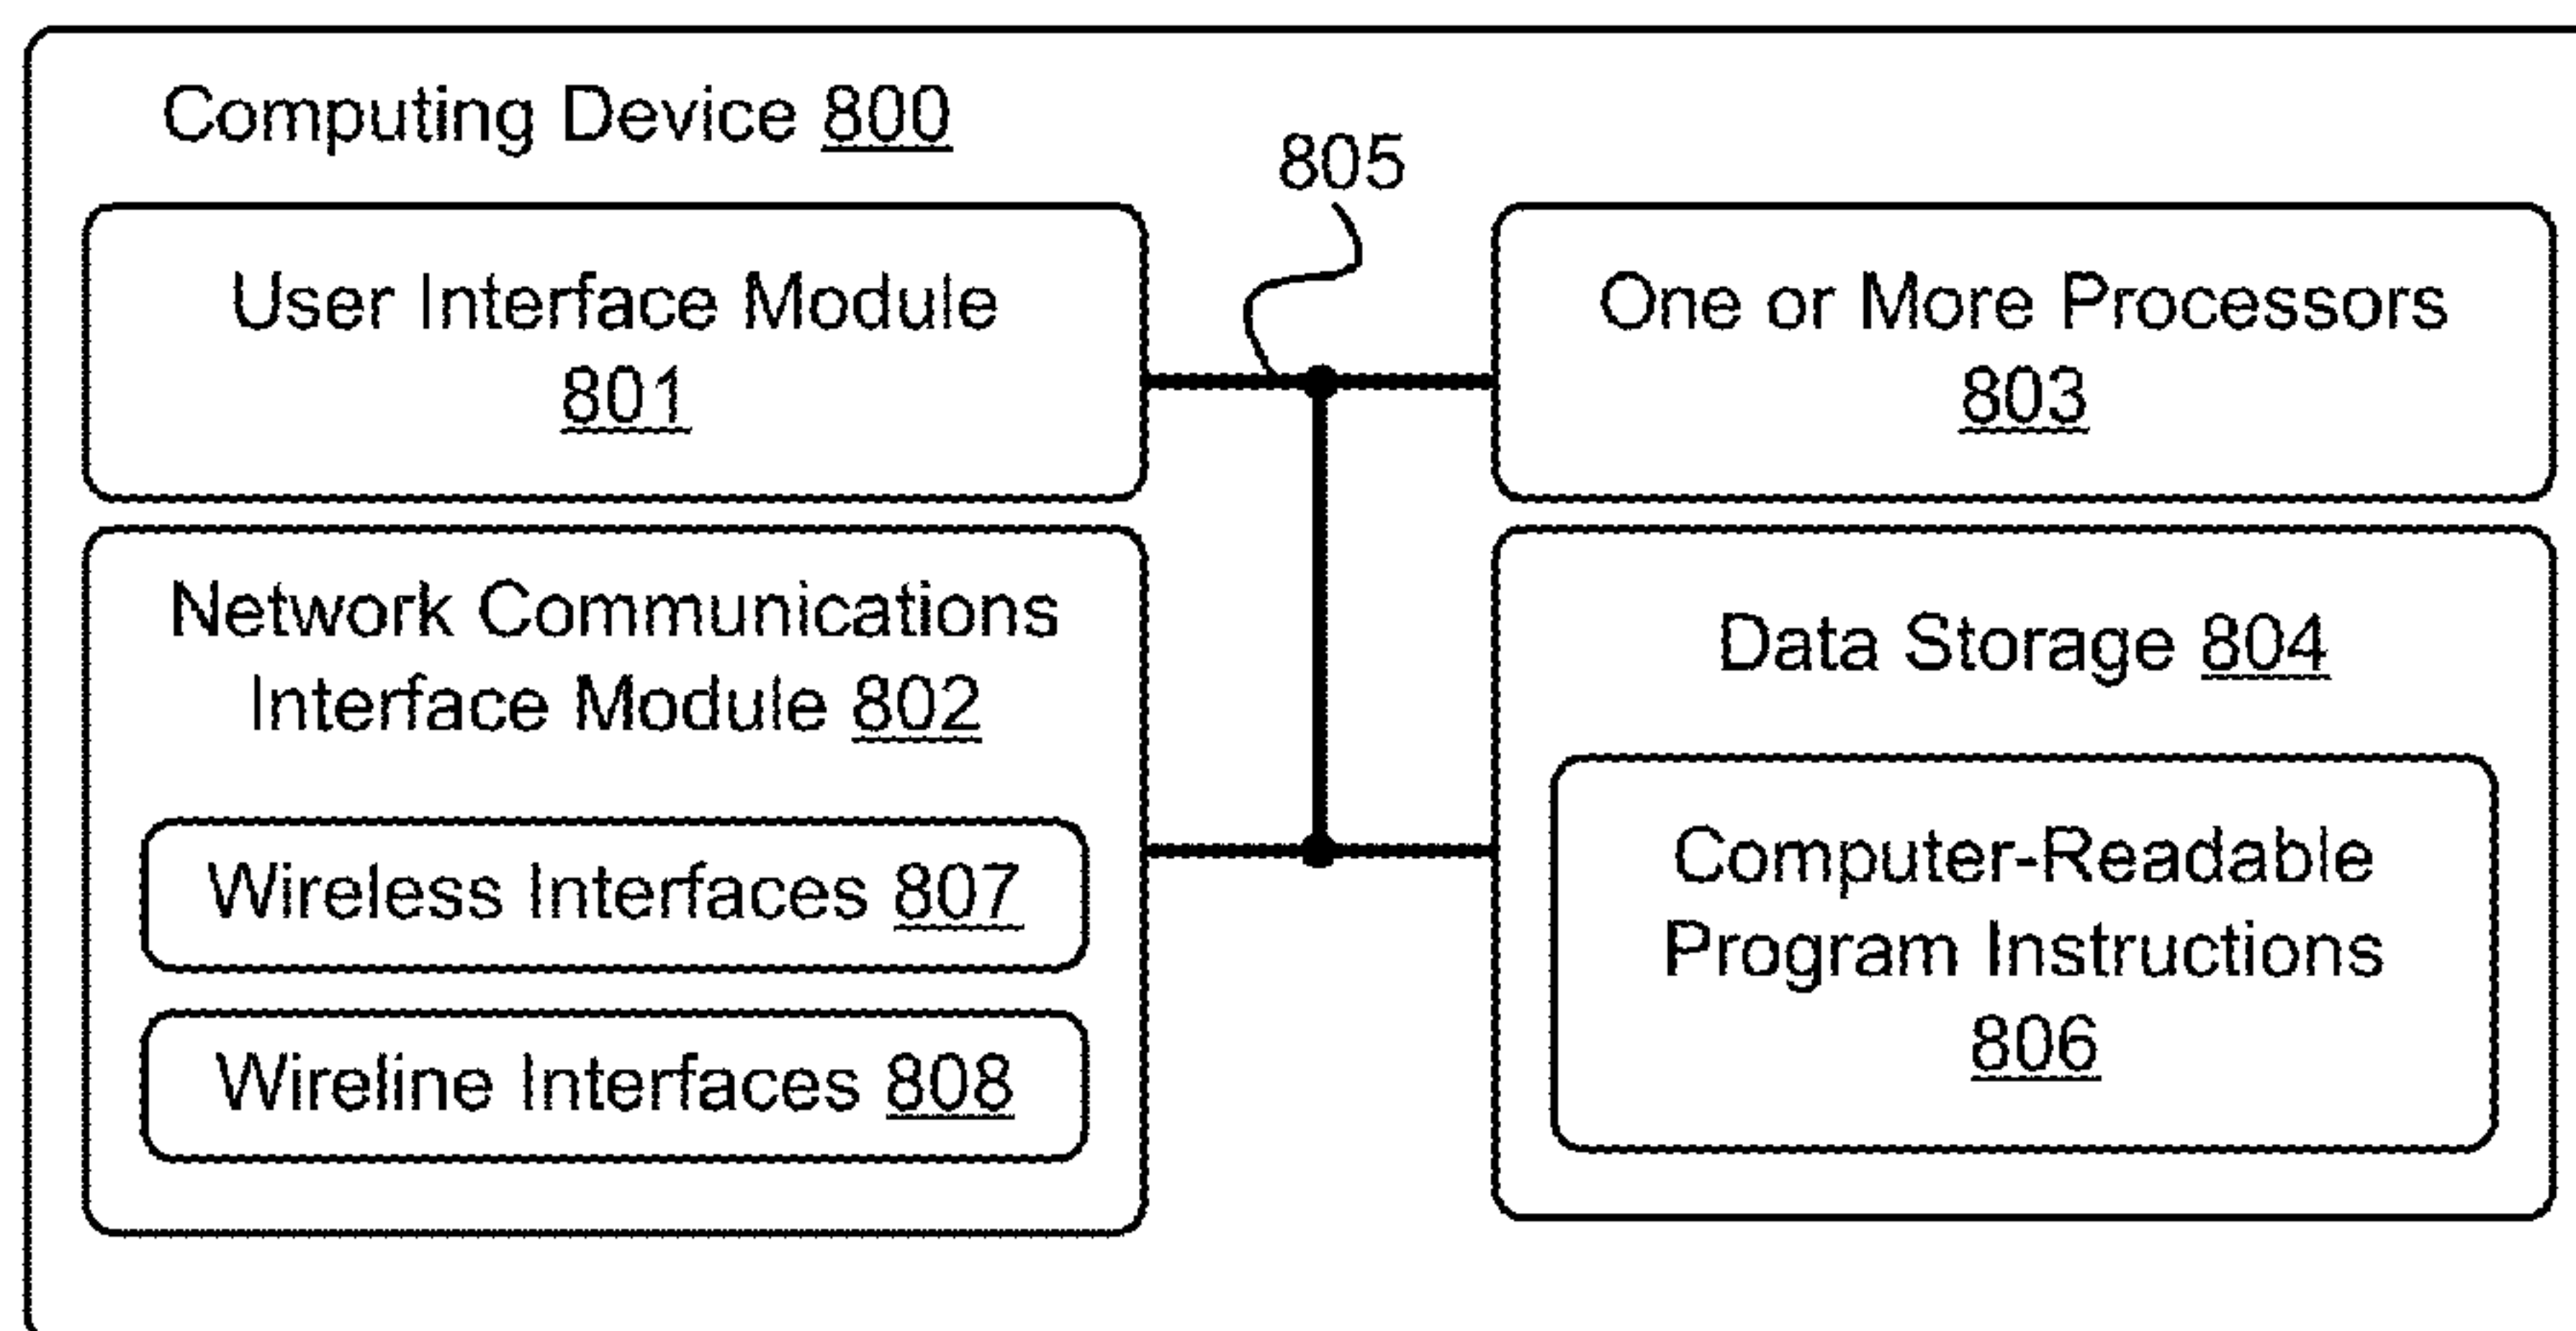 Computing Device 800
805
User Interface Module
801
One or More Processors
803
Network Communications
Interface Module 802
Wireless Interfaces 807
Wireline Interfaces 808
Data Storage 804
Computer-Readable
Program Instructions
806